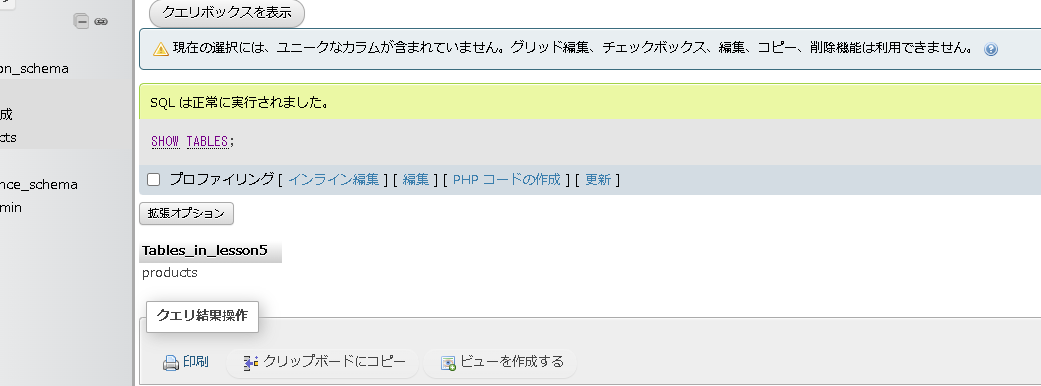 クエリボックスを表示
現在の選択には、ユニークなカラムが含まれていません。グリッド編集、チェックボックス、編集、コピー、削除機能は利用できません。
on_schema
SQL は正常に実行されました。
成
cts
SHOW TABLES;
プロファイリング [ インライン編集 ] [ 編集 ] [ PHP コードの作成 ] [ 更新 ]
nce_schema
min
拡張オプション
Tables_in_lesson5
products
クエリ結果操作
印刷 クリップボードにコピー ビューを作成する